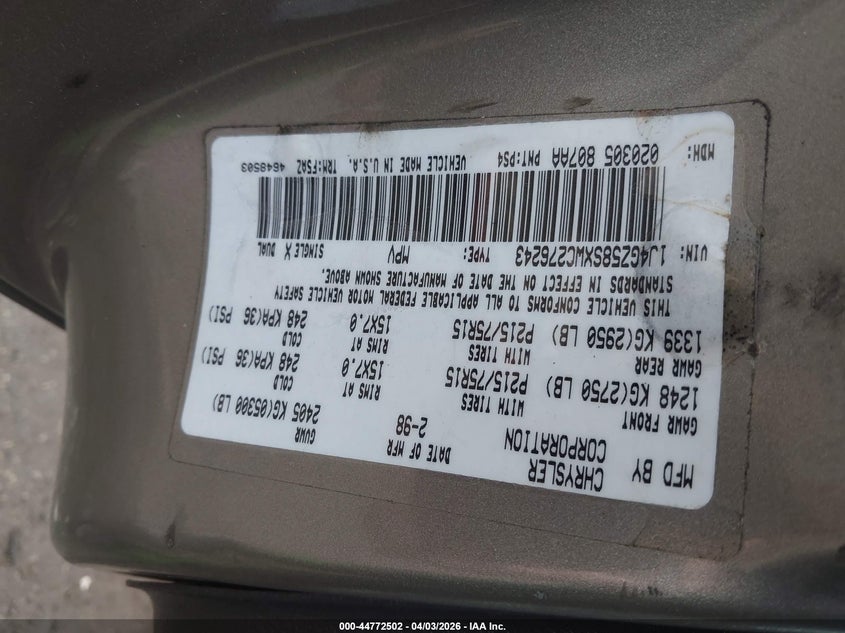 MFD BY CHRYSLER CORPORATION DATE OF MFR 2-98 GVWR 2405 KG(05300 LB)
GAWR FRONT WITH TIRES RIMS AT COLD
1248 KG(2750 LB) P215/75R15 15X7.0 248 KPA(36 PSI)
GAWR REAR WITH TIRES RIMS AT COLD
1339 KG(2950 LB) P215/75R15 15X7.0 248 KPA(36 PSI)
THIS VEHICLE CONFORMS TO ALL APPLICABLE FEDERAL MOTOR VEHICLE SAFETY
STANDARDS IN EFFECT ON THE DATE OF MANUFACTURE SHOWN ABOVE.
VIN: 1J4GZ58SXWC276243 TYPE: MPV SINGLE X DUAL
MDH: 020305 807AA PNT:PS4 VEHICLE MADE IN U.S.A. TRM:FSAZ 4648503
000-44772502 - 04/03/2026 - IAA Inc.